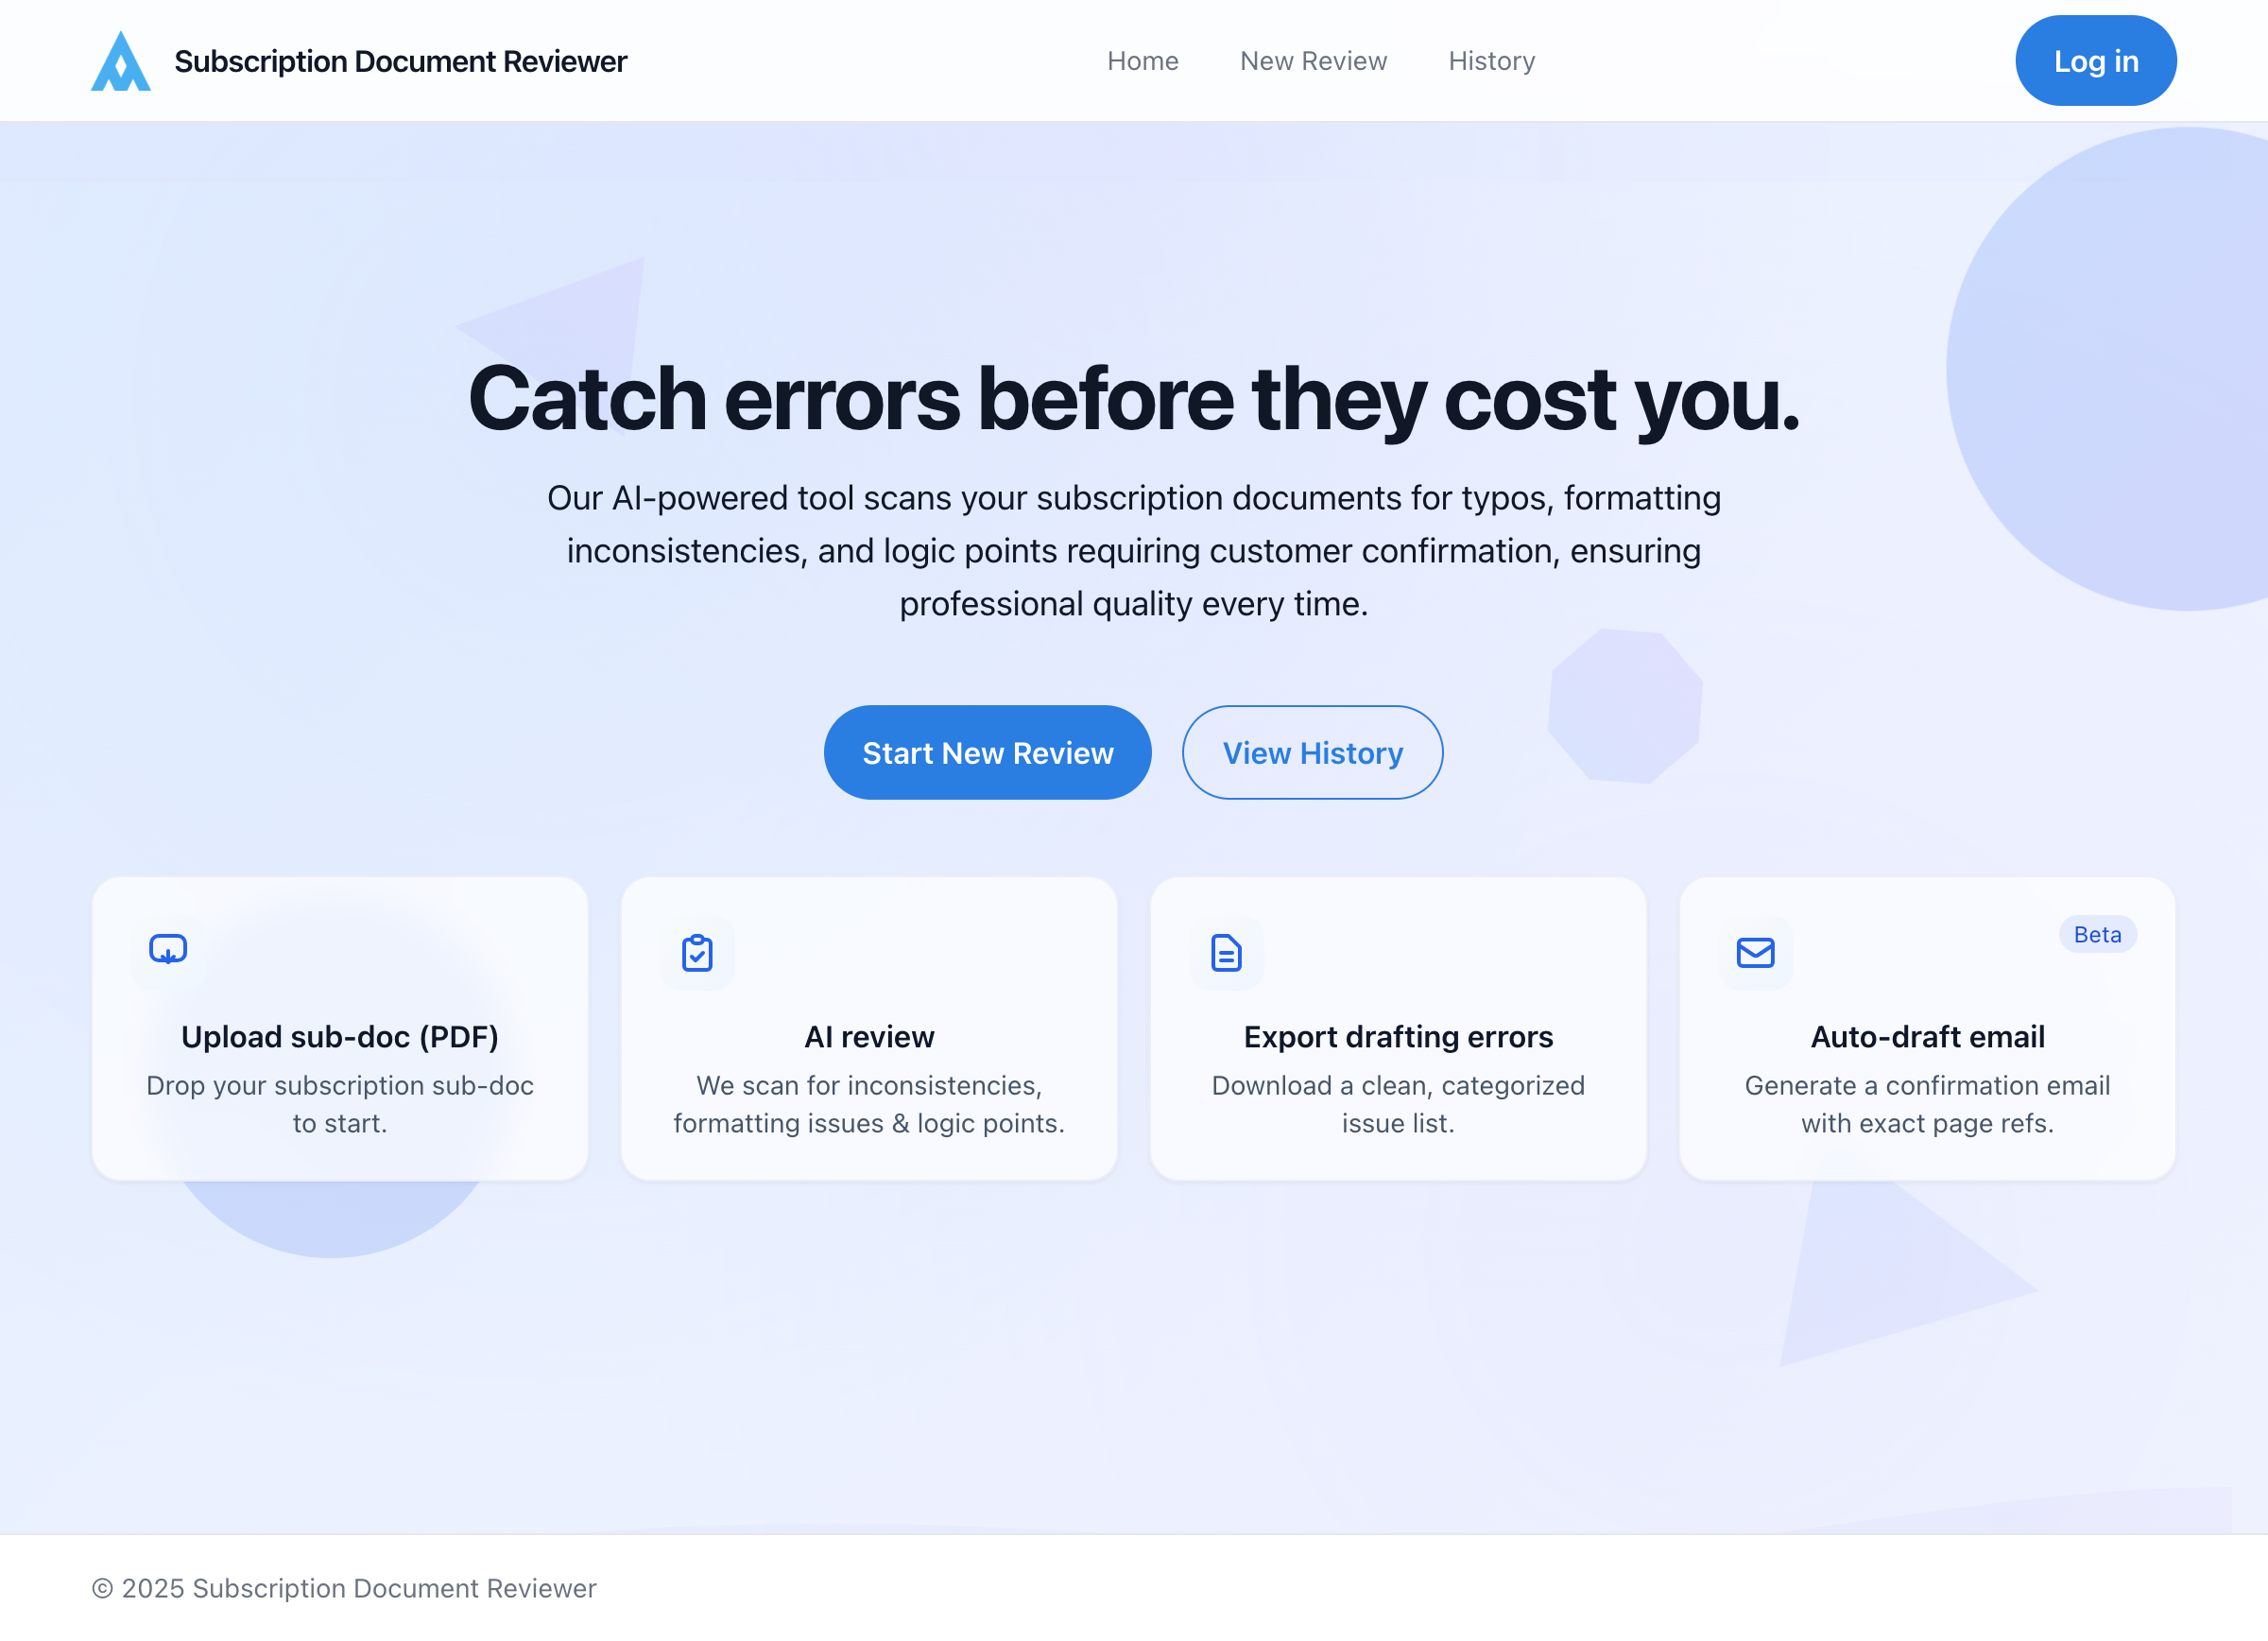 Subscription Document Reviewer
Home
New Review
History
Log in
Catch errors before they cost you.
Our AI-powered tool scans your subscription documents for typos, formatting
inconsistencies, and logic points requiring customer confirmation, ensuring
professional quality every time.
Start New Review
View History
Upload sub-doc (PDF)
Drop your subscription sub-doc
to start.
AI review
We scan for inconsistencies,
formatting issues & logic points.
Export drafting errors
Download a clean, categorized
issue list.
Beta
Auto-draft email
Generate a confirmation email
with exact page refs.
© 2025 Subscription Document Reviewer